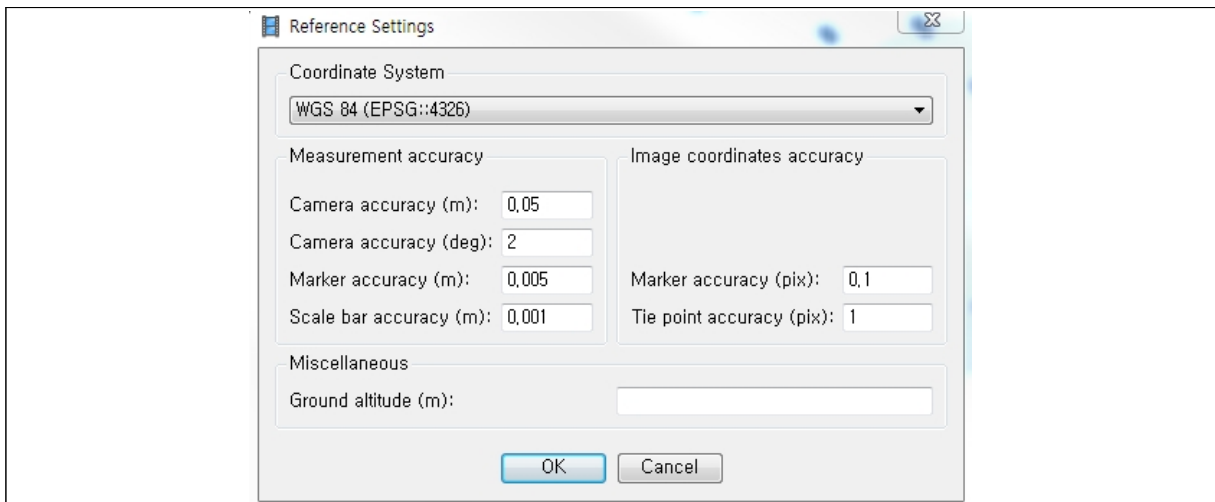 Reference Settings
Coordinate System
WGS 84 (EPSG::4326)
Measurement accuracy
Camera accuracy (m): 0,05
Camera accuracy (deg): 2
Marker accuracy (m): 0,005
Scale bar accuracy (m): 0,001
Image coordinates accuracy
Marker accuracy (pix): 0,1
Tie point accuracy (pix): 1
Miscellaneous
Ground altitude (m):
OK Cancel